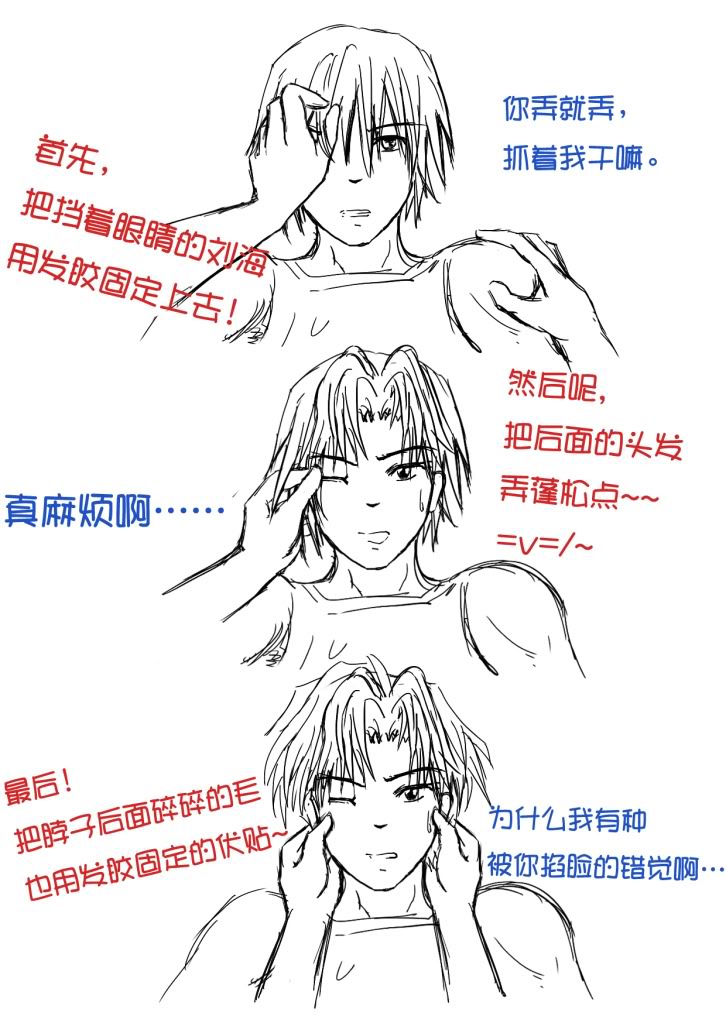 你弄就弄，
抓着我干嘛。
首先，
把挡着眼睛的刘海
用发胶固定上去！
然后呢，
把后面的头发
弄蓬松点~~
=v=/~
真麻烦啊……
最后！
把脖子后面碎碎的毛
也用发胶固定的伏贴~
为什么我有种
被你掐脸的错觉啊…